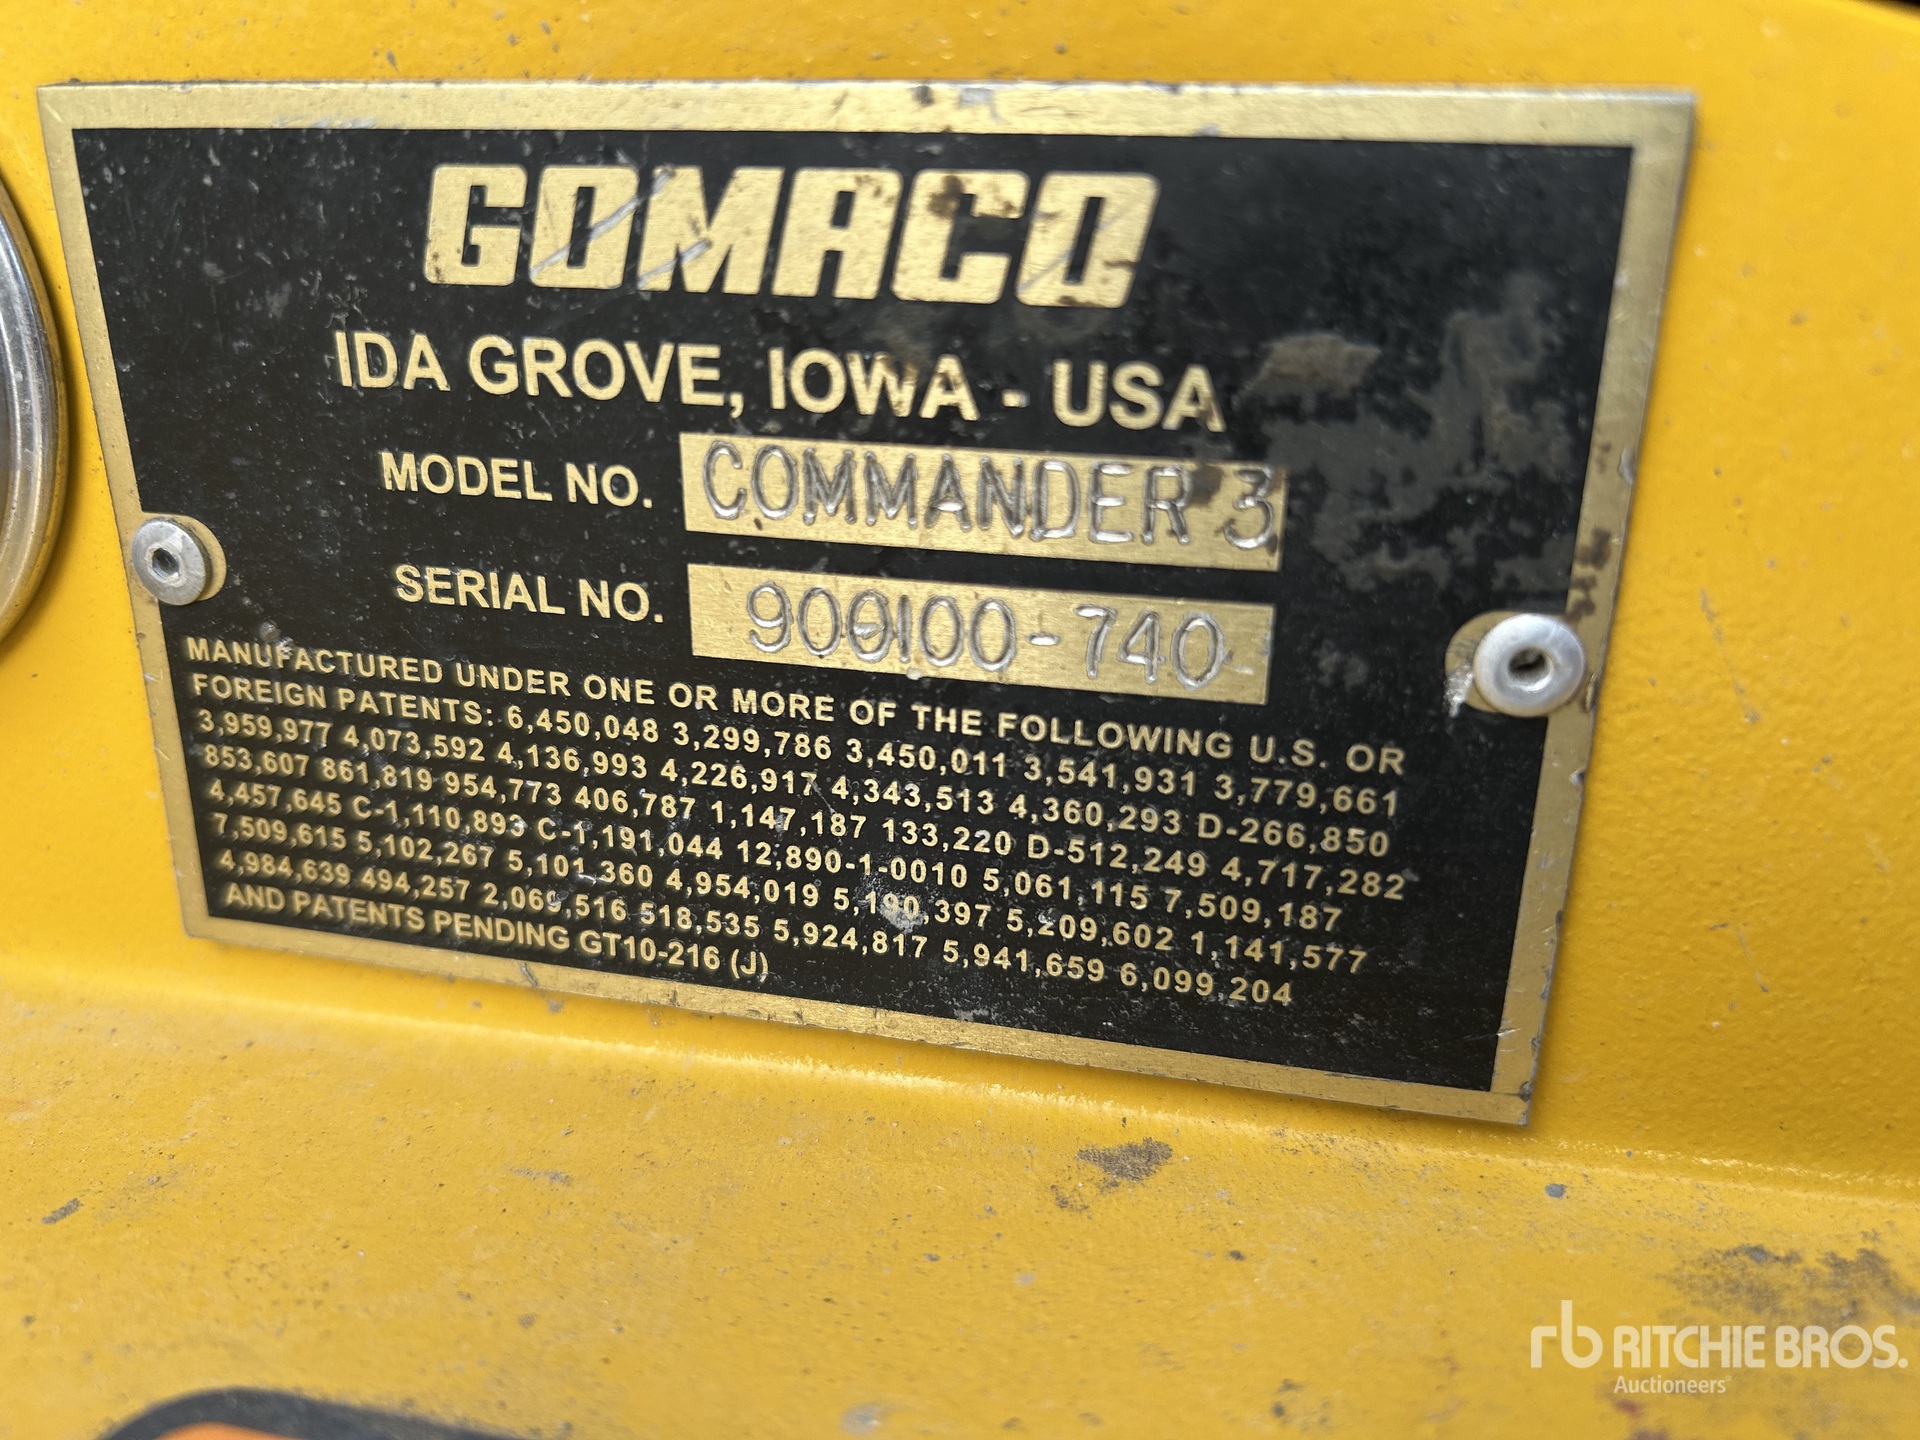 GOMACO
IDA GROVE, IOWA - USA
MODEL NO. COMMANDER 3
SERIAL NO. 900100-740
MANUFACTURED UNDER ONE OR MORE OF THE FOLLOWING U.S. OR
FOREIGN PATENTS: 6,450,048 3,299,786 3,450,011 3,541,931 3,779,661
3,959,977 4,073,592 4,136,993 4,226,917 4,343,513 4,360,293 D-266,850
853,607 861,819 954,773 406,787 1,147,187 133,220 D-512,249 4,717,282
4,457,645 C-1,110,893 C-1,191,044 12,890-1-0010 5,061,115 7,509,187
7,509,615 5,102,267 5,101,360 4,954,019 5,190,397 5,209,602 1,141,577
4,984,639 494,257 2,069,516 518,535 5,924,817 5,941,659 6,099,204
AND PATENTS PENDING GT10-216 (J)
rb RITCHIE BROS.
Auctioneers